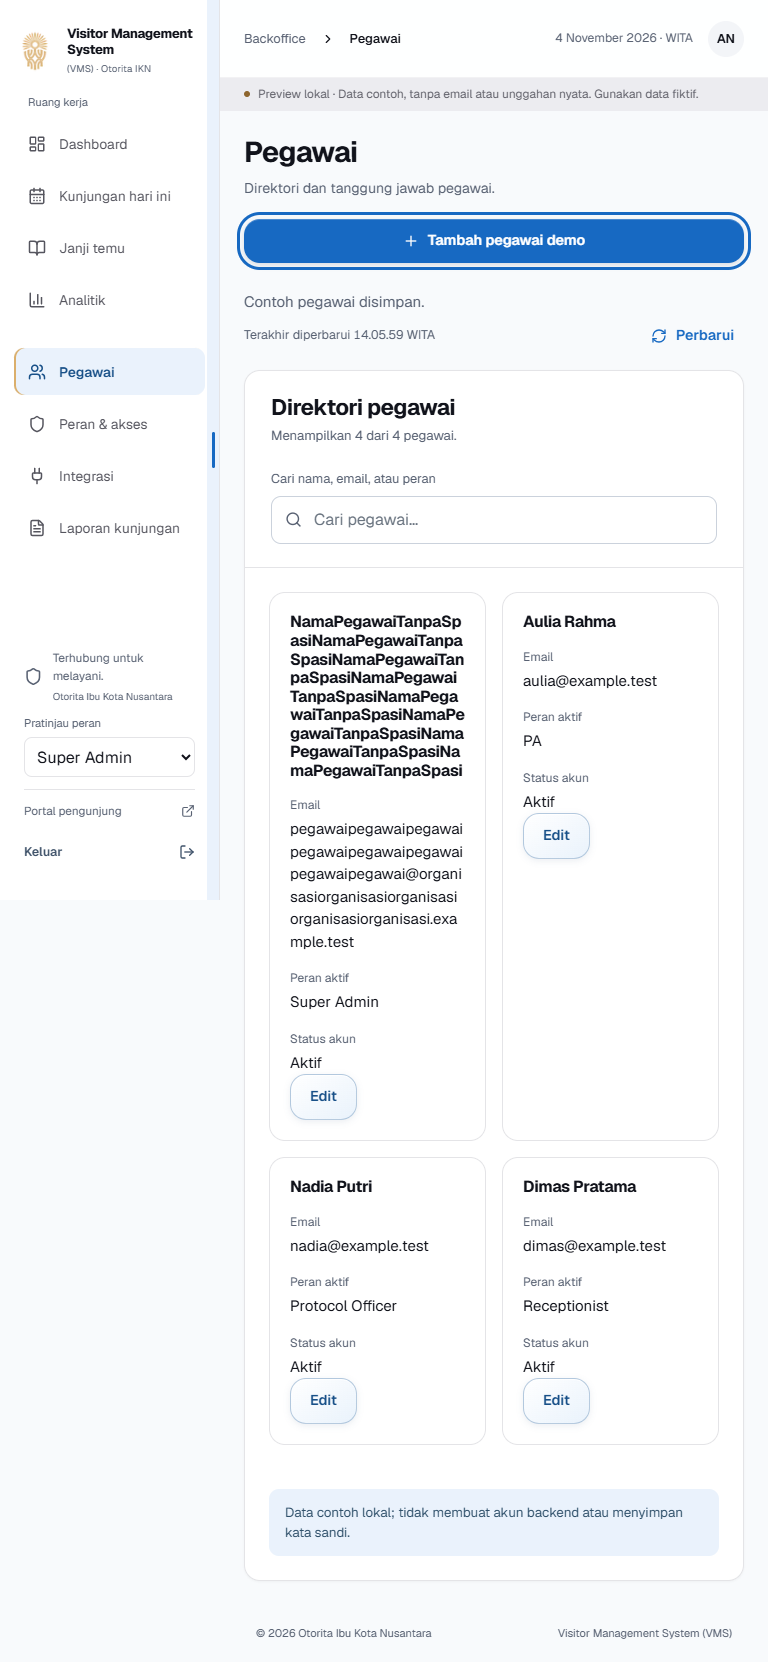 Visitor Management
System
(VMS) · Otorita IKN
Ruang kerja
Dashboard
Kunjungan hari ini
Janji temu
Analitik
Pegawai
Peran & akses
Integrasi
Laporan kunjungan
Terhubung untuk
melayani.
Otorita Ibu Kota Nusantara
Pratinjau peran
Super Admin
Portal pengunjung
Keluar
Backoffice
Pegawai
4 November 2026 · WITA
AN
Preview lokal · Data contoh, tanpa email atau unggahan nyata. Gunakan data fiktif.
Pegawai
Direktori dan tanggung jawab pegawai.
Tambah pegawai demo
Contoh pegawai disimpan.
Terakhir diperbarui 14.05.59 WITA
Perbarui
Direktori pegawai
Menampilkan 4 dari 4 pegawai.
Cari nama, email, atau peran
Cari pegawai...
NamaPegawaiTanpaSp
asiNamaPegawaiTanpa
SpasiNamaPegawaiTan
paSpasiNamaPegawai
TanpaSpasiNamaPega
waiTanpaSpasiNamaPe
gawaiTanpaSpasiNama
PegawaiTanpaSpasiNa
maPegawaiTanpaSpasi
Email
pegawaipegawaipegawai
pegawaipegawaipegawai
pegawaipegawai@organi
sasiorganisasiorganisasi
organisasiorganisasi.exa
mple.test
Peran aktif
Super Admin
Status akun
Aktif
Edit
Aulia Rahma
Email
aulia@example.test
Peran aktif
PA
Status akun
Aktif
Edit
Nadia Putri
Email
nadia@example.test
Peran aktif
Protocol Officer
Status akun
Aktif
Edit
Dimas Pratama
Email
dimas@example.test
Peran aktif
Receptionist
Status akun
Aktif
Edit
Data contoh lokal; tidak membuat akun backend atau menyimpan
kata sandi.
© 2026 Otorita Ibu Kota Nusantara
Visitor Management System (VMS)